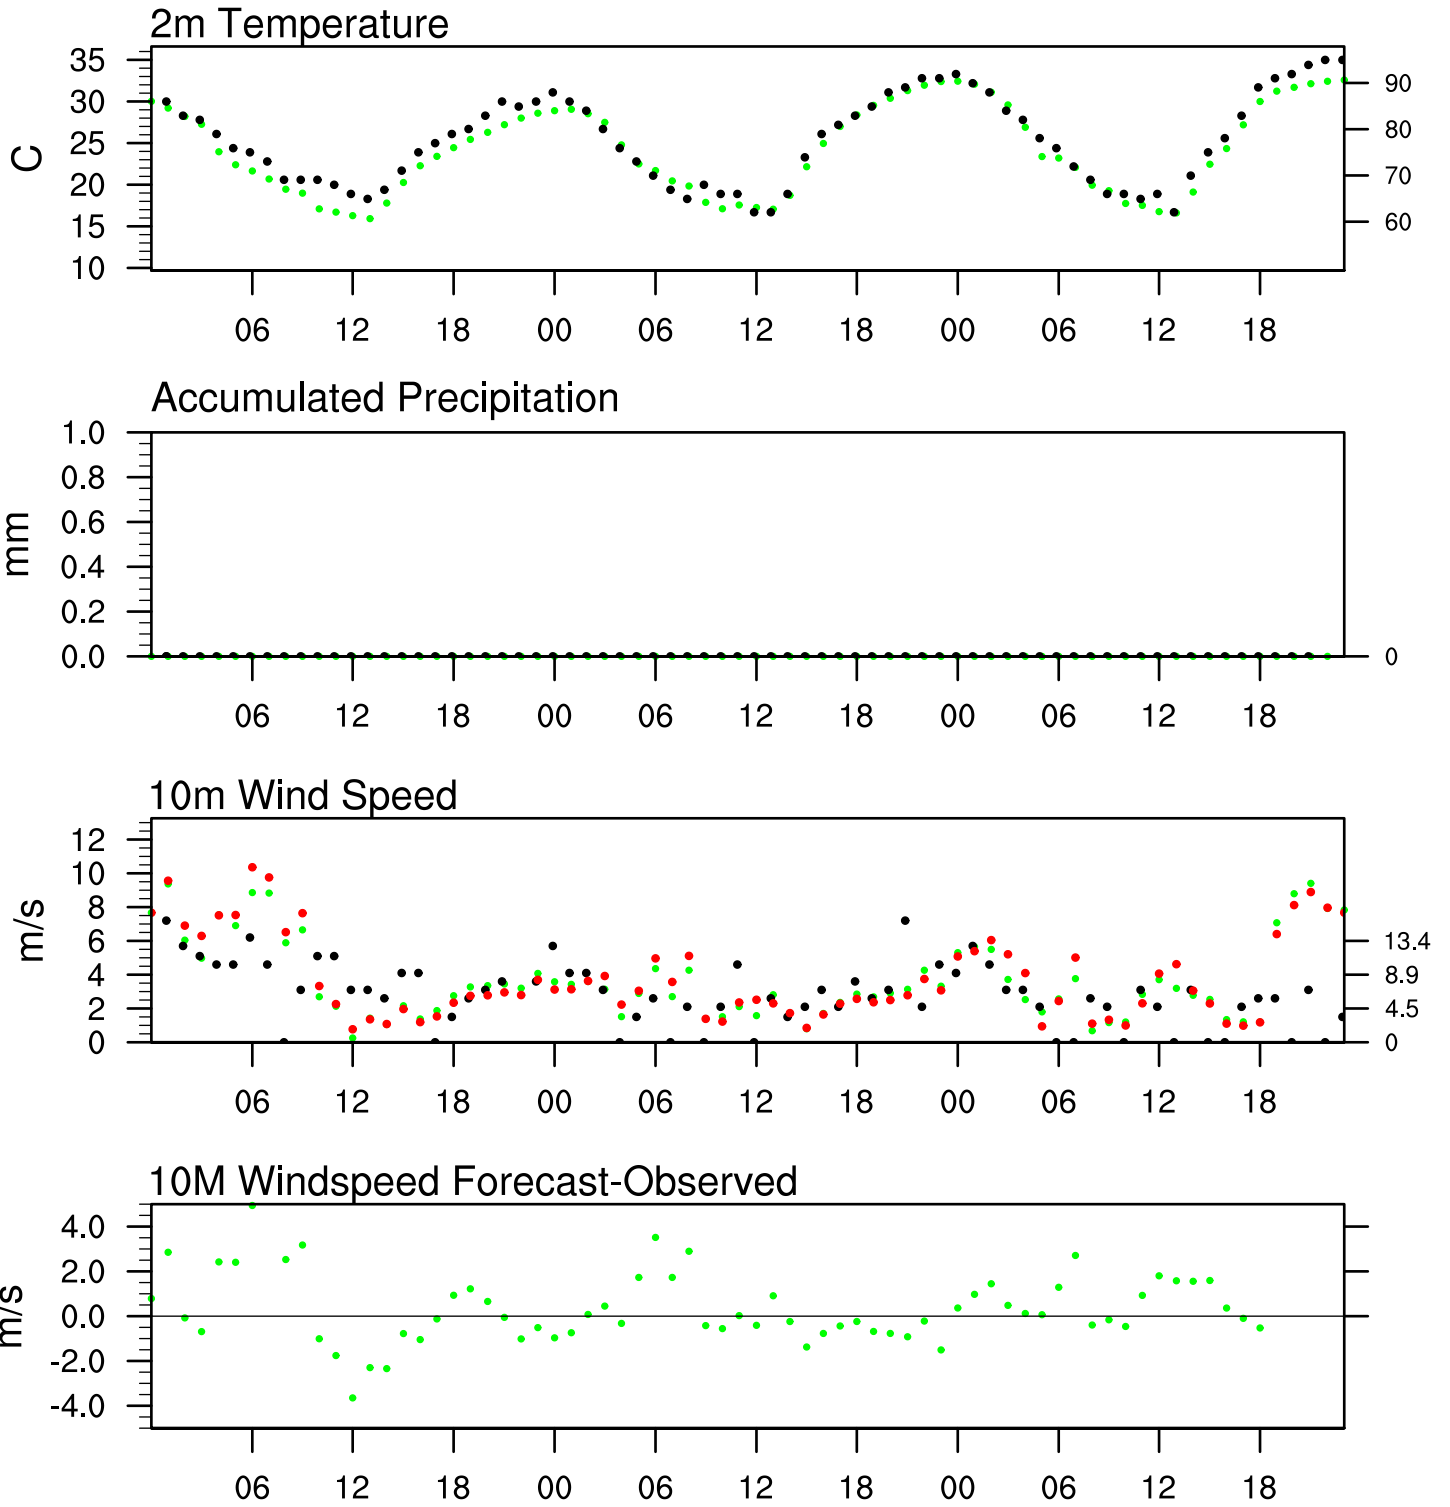 2m Temperature
35
30
25
20
15
10
C
90
80
70
60
06 12 18 00 06 12 18 00 06 12 18
Accumulated Precipitation
1.0
0.8
0.6
0.4
0.2
0.0
mm
0
06 12 18 00 06 12 18 00 06 12 18
10m Wind Speed
12
10
8
6
4
2
0
m/s
13.4
8.9
4.5
0
06 12 18 00 06 12 18 00 06 12 18
10M Windspeed Forecast-Observed
4.0
2.0
0.0
-2.0
-4.0
m/s
06 12 18 00 06 12 18 00 06 12 18